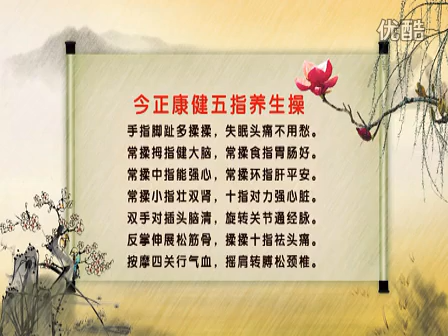 优酷
今正康健五指养生操
手指脚趾多揉揉，失眠头痛不用愁。
常揉拇指健大脑，常揉食指胃肠好。
常揉中指能强心，常揉环指肝平安。
常揉小指壮双肾，十指对力强心脏。
双手对插头脑清，旋转关节通经脉。
反掌伸展松筋骨，揉揉十指祛头痛。
按摩四关行气血，摇肩转膊松颈椎。